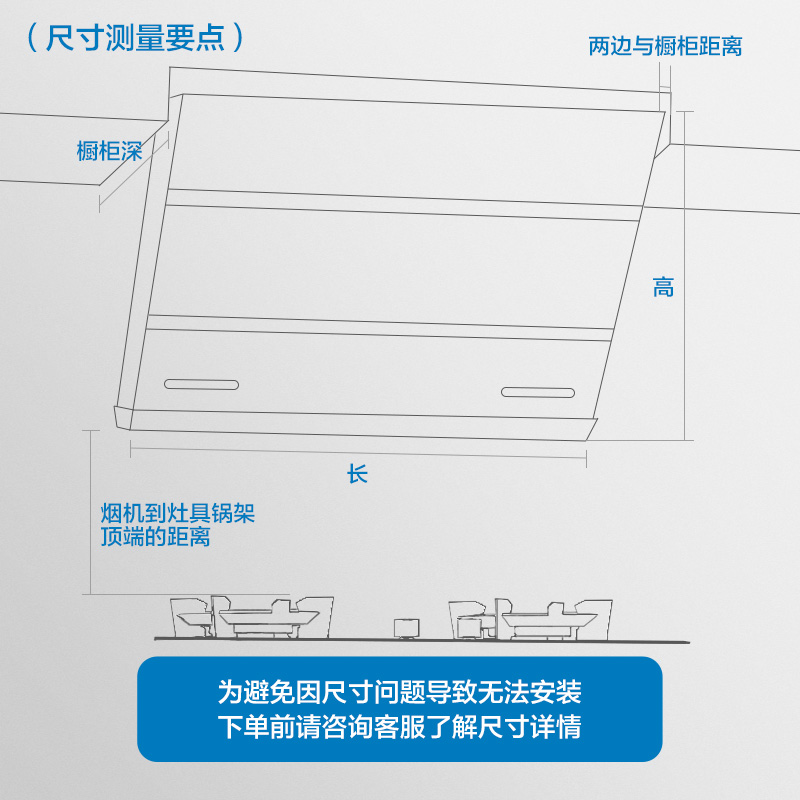 （尺寸测量要点）
两边与橱柜距离
橱柜深
高
长
烟机到灶具锅架
顶端的距离
为避免因尺寸问题导致无法安装
下单前请咨询客服了解尺寸详情